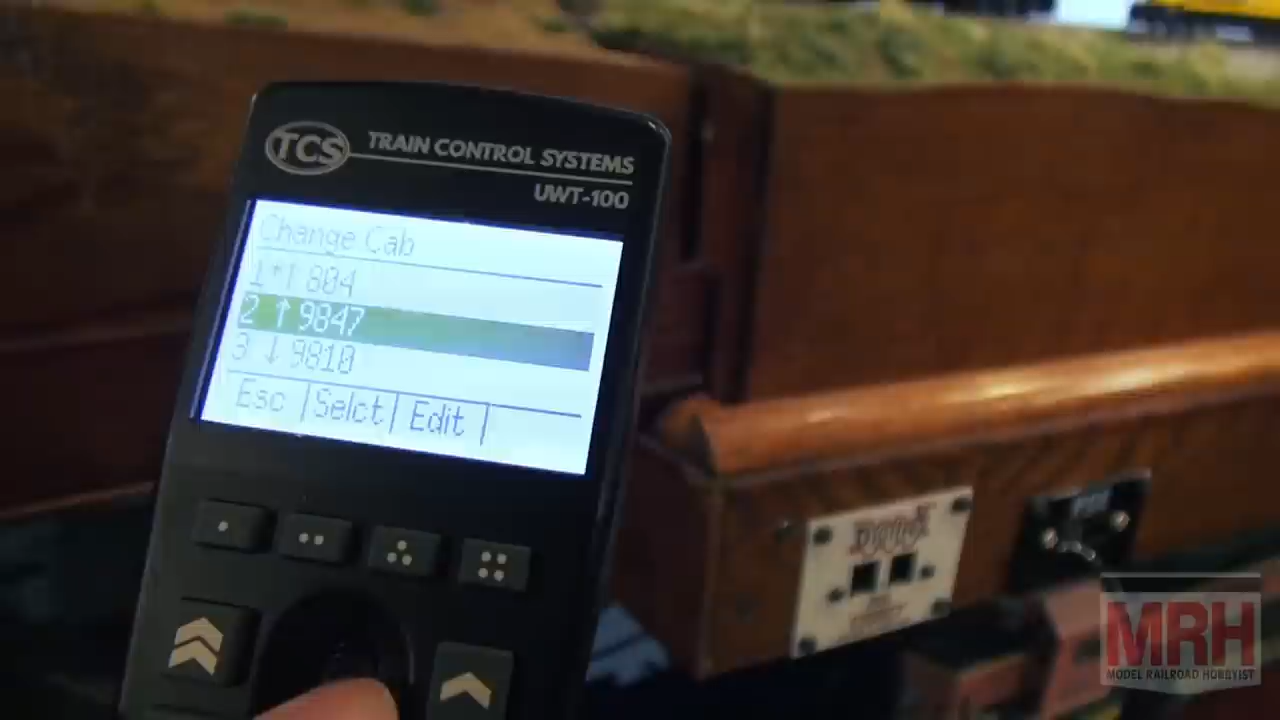 TCS
TRAIN CONTROL SYSTEMS
UWT-100
Change Cab
1 ↑ 804
2 ↑ 9847
3 ↓ 9810
Esc | Selct | Edit |
MRH
MODEL RAILROAD HOBBYIST